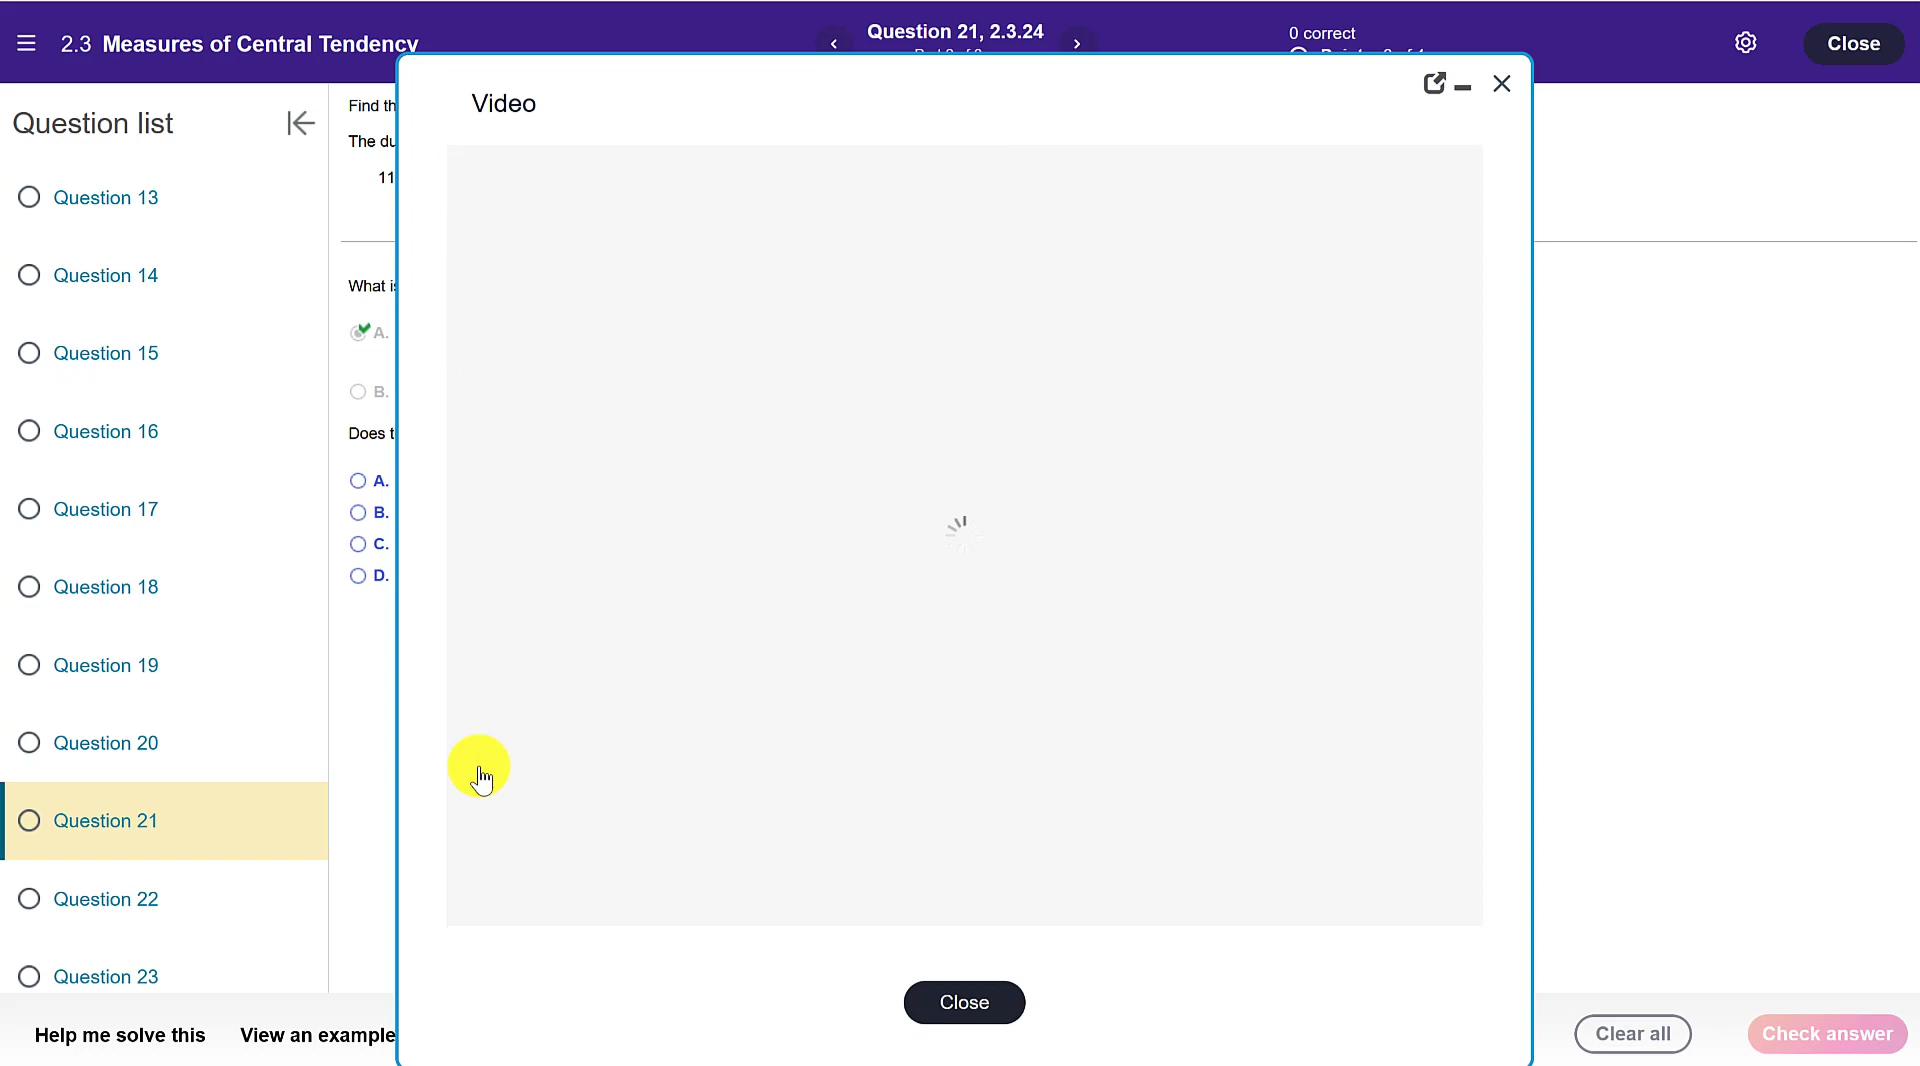 2.3 Measures of Central Tendency
Question 21, 2.3.24
0 correct
Close
Question list
Question 13
Question 14
Question 15
Question 16
Question 17
Question 18
Question 19
Question 20
Question 21
Question 22
Question 23
Find th
The du
11
What is
A.
B.
Does t
A.
B.
C.
D.
Video
Close
Help me solve this
View an example
Clear all
Check answer